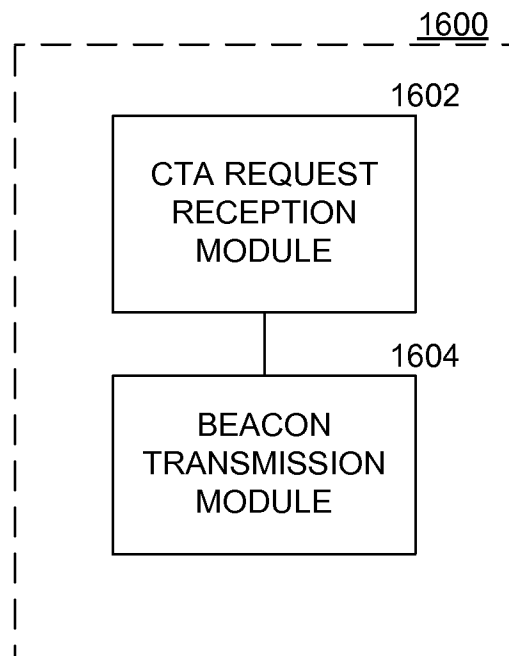 1600
1602
CTA REQUEST
RECEPTION
MODULE
1604
BEACON
TRANSMISSION
MODULE